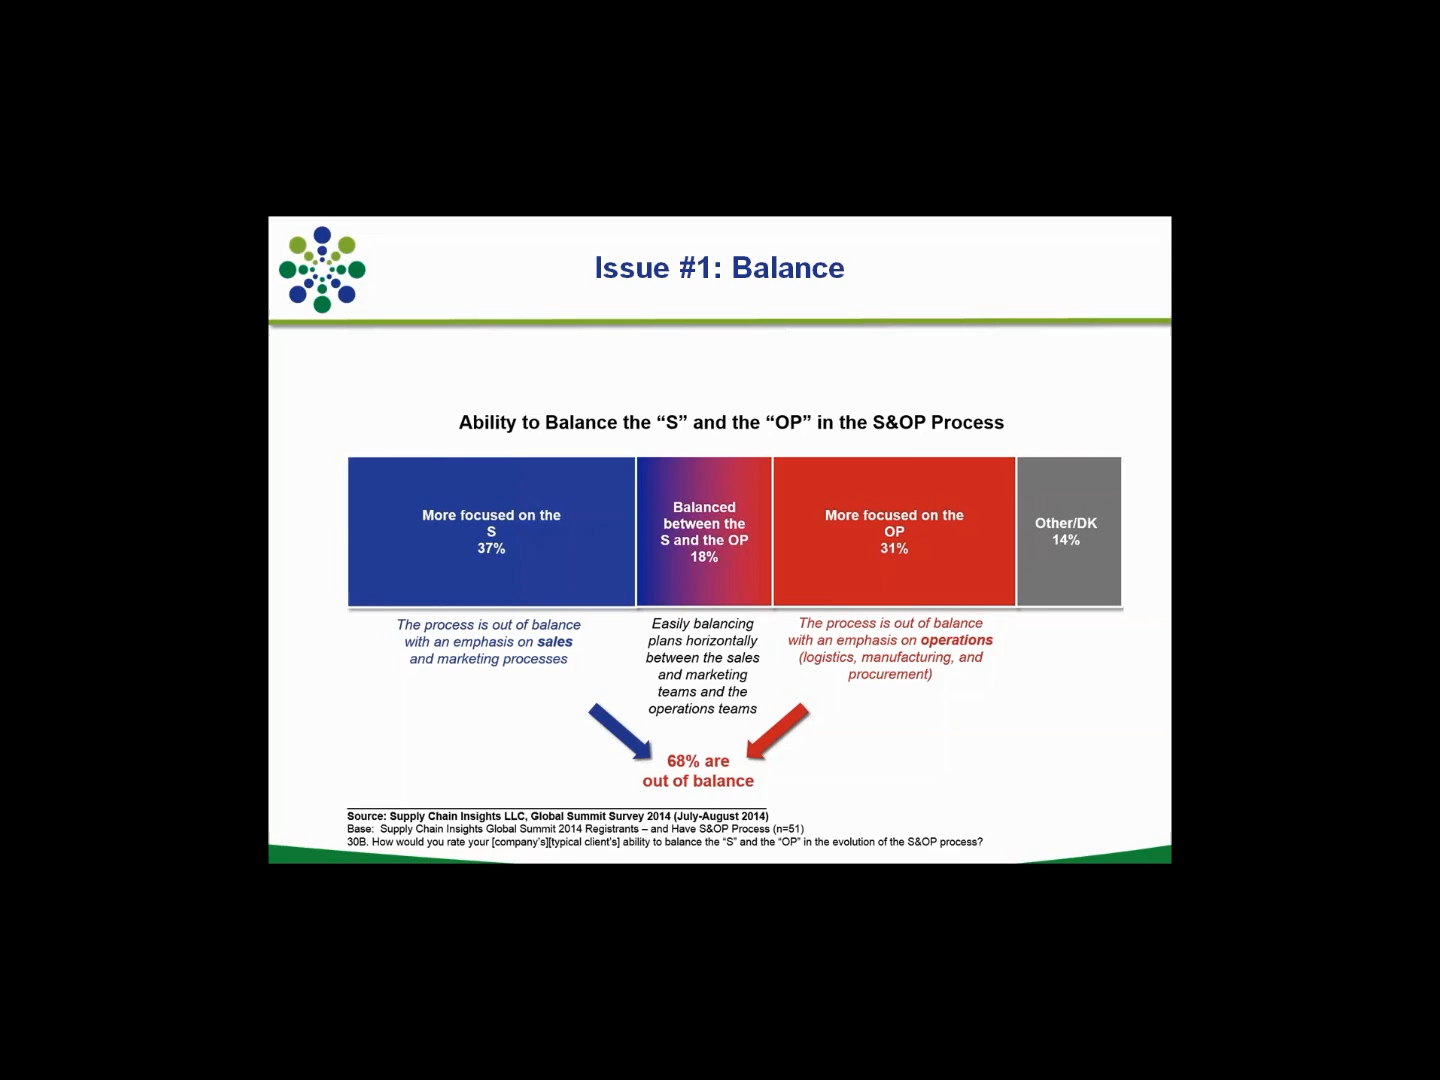 Issue #1: Balance
Ability to Balance the “S” and the “OP” in the S&OP Process
More focused on the
S
37%
Balanced
between the
S and the OP
18%
More focused on the
OP
31%
Other/DK
14%
The process is out of balance
with an emphasis on sales
and marketing processes
Easily balancing
plans horizontally
between the sales
and marketing
teams and the
operations teams
The process is out of balance
with an emphasis on operations
(logistics, manufacturing, and
procurement)
68% are
out of balance
Source: Supply Chain Insights LLC, Global Summit Survey 2014 (July-August 2014)
Base:  Supply Chain Insights Global Summit 2014 Registrants – and Have S&OP Process (n=51)
30B. How would you rate your [company's][typical client's] ability to balance the “S” and the “OP” in the evolution of the S&OP process?